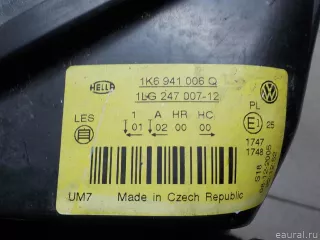 HELLA
1K6 941 006 Q
1LG 247 007-12
LES
1 A HR HC
01 02 00 00
PL
E1 25
1747
1748
G18
UM7 Made in Czech Republic
eaural.ru